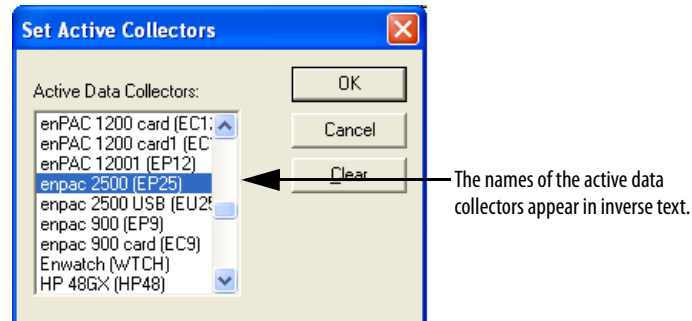 Set Active Collectors
Active Data Collectors:
OK
Cancel
Clear
enPAC 1200 card (EC1
enPAC 1200 card1 (EC
enPAC 12001 (EP12)
enpac 2500 (EP25)
enpac 2500 USB (EU25
enpac 900 (EP9)
enpac 900 card (EC9)
Enwatch (WTCH)
HP 48GX (HP48)
The names of the active data
collectors appear in inverse text.